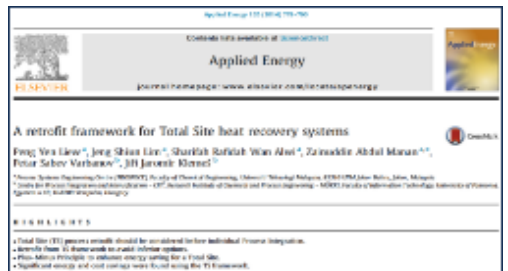 Applied Energy 135 (2014) 778–790
Contents lists available at ScienceDirect
Applied Energy
journal homepage: www.elsevier.com/locate/apenergy
ELSEVIER
AppliedEnergy
A retrofit framework for Total Site heat recovery systems
CrossMark
Peng Yen Liew a, Jeng Shiun Lim a, Sharifah Rafidah Wan Alwi a, Zainuddin Abdul Manan a,*,
Petar Sabev Varbanov b, Jiří Jaromír Klemeš b
HIGHLIGHTS
• Total Site (TS) process retrofit should be considered before individual Process Integration.
• Retrofit from TS framework to avoid inferior options.
• Plus-Minus Principle to enhance energy saving for a Total Site.
• Significant energy and cost savings were found using the TS framework.